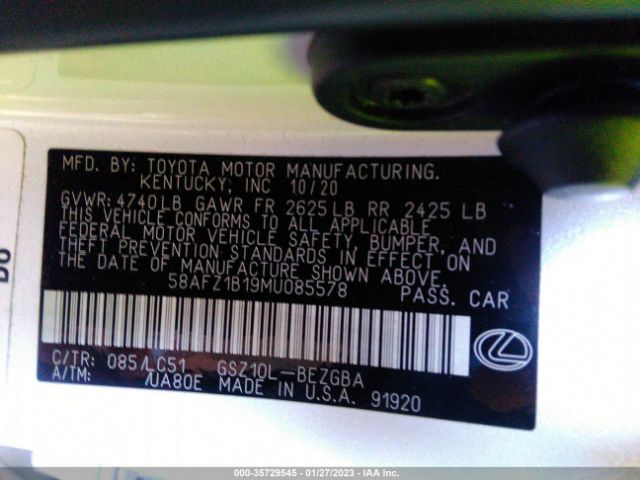 MFD. BY: TOYOTA MOTOR MANUFACTURING.
KENTUCKY, INC 10/20
GVWR: 4740LB GAWR FR 2625LB RR 2425 LB
THIS VEHICLE CONFORMS TO ALL APPLICABLE
FEDERAL MOTOR VEHICLE SAFETY, BUMPER, AND
THEFT PREVENTION STANDARDS IN EFFECT ON
THE DATE OF MANUFACTURE SHOWN ABOVE.
58AFZ1B19MU085578 PASS. CAR
C/TR: 085/LC51 GSZ10L-BEZGBA
A/TM: /UA80E MADE IN U.S.A. 91920
000-35729545 - 01/27/2023 - IAA Inc.